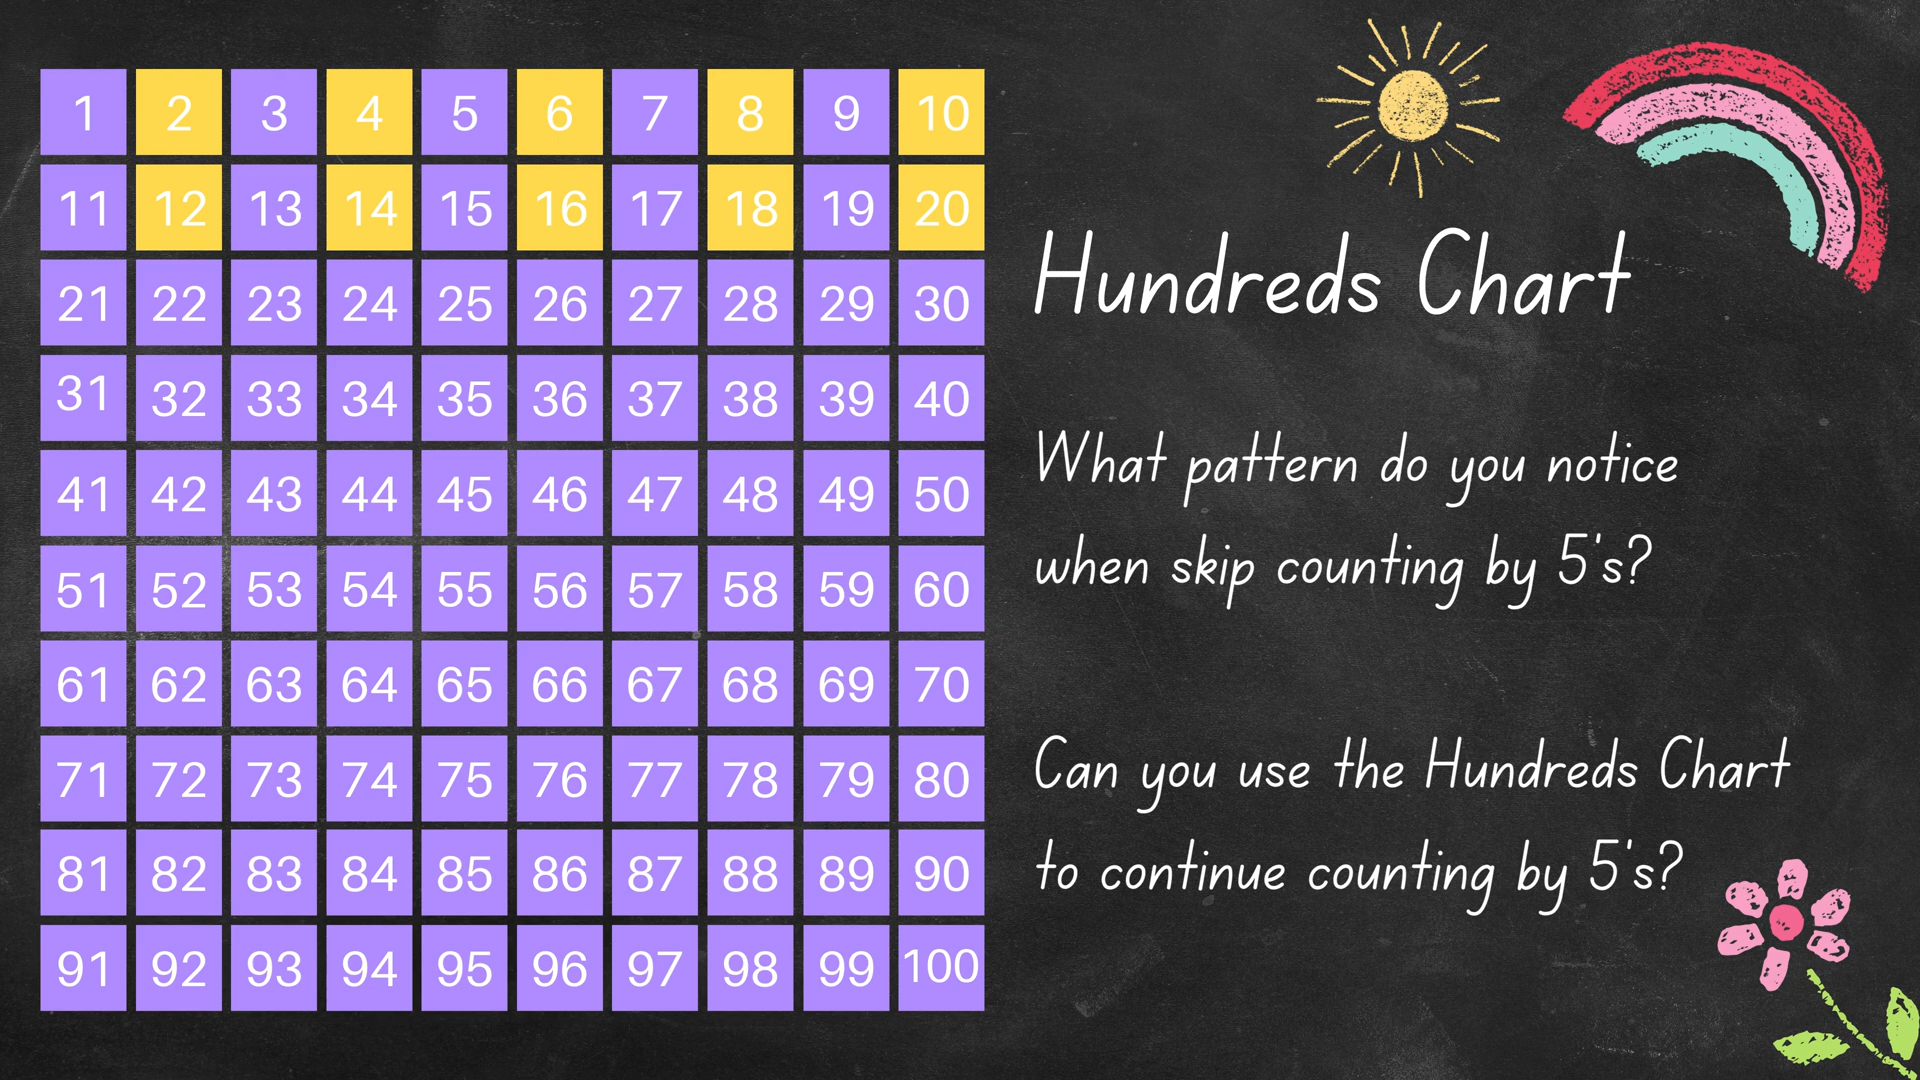 1 2 3 4 5 6 7 8 9 10
11 12 13 14 15 16 17 18 19 20
21 22 23 24 25 26 27 28 29 30
31 32 33 34 35 36 37 38 39 40
41 42 43 44 45 46 47 48 49 50
51 52 53 54 55 56 57 58 59 60
61 62 63 64 65 66 67 68 69 70
71 72 73 74 75 76 77 78 79 80
81 82 83 84 85 86 87 88 89 90
91 92 93 94 95 96 97 98 99 100
Hundreds Chart
What pattern do you notice
when skip counting by 5's?
Can you use the Hundreds Chart
to continue counting by 5's?